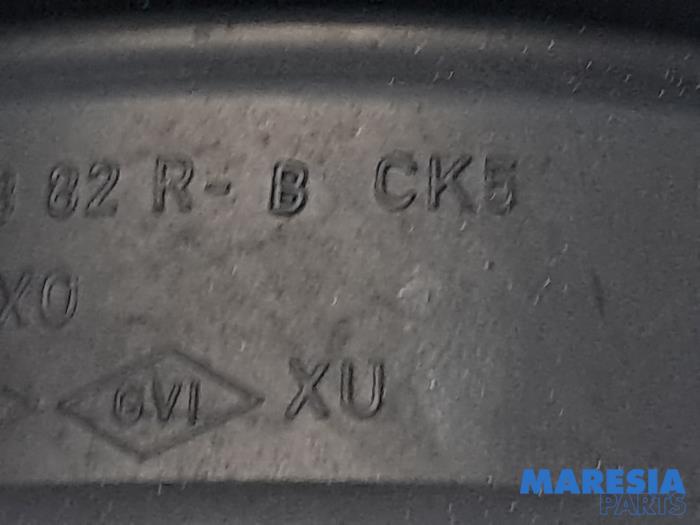 82 R- B CK5
XO
GVI XU
MARESIA
PARTS